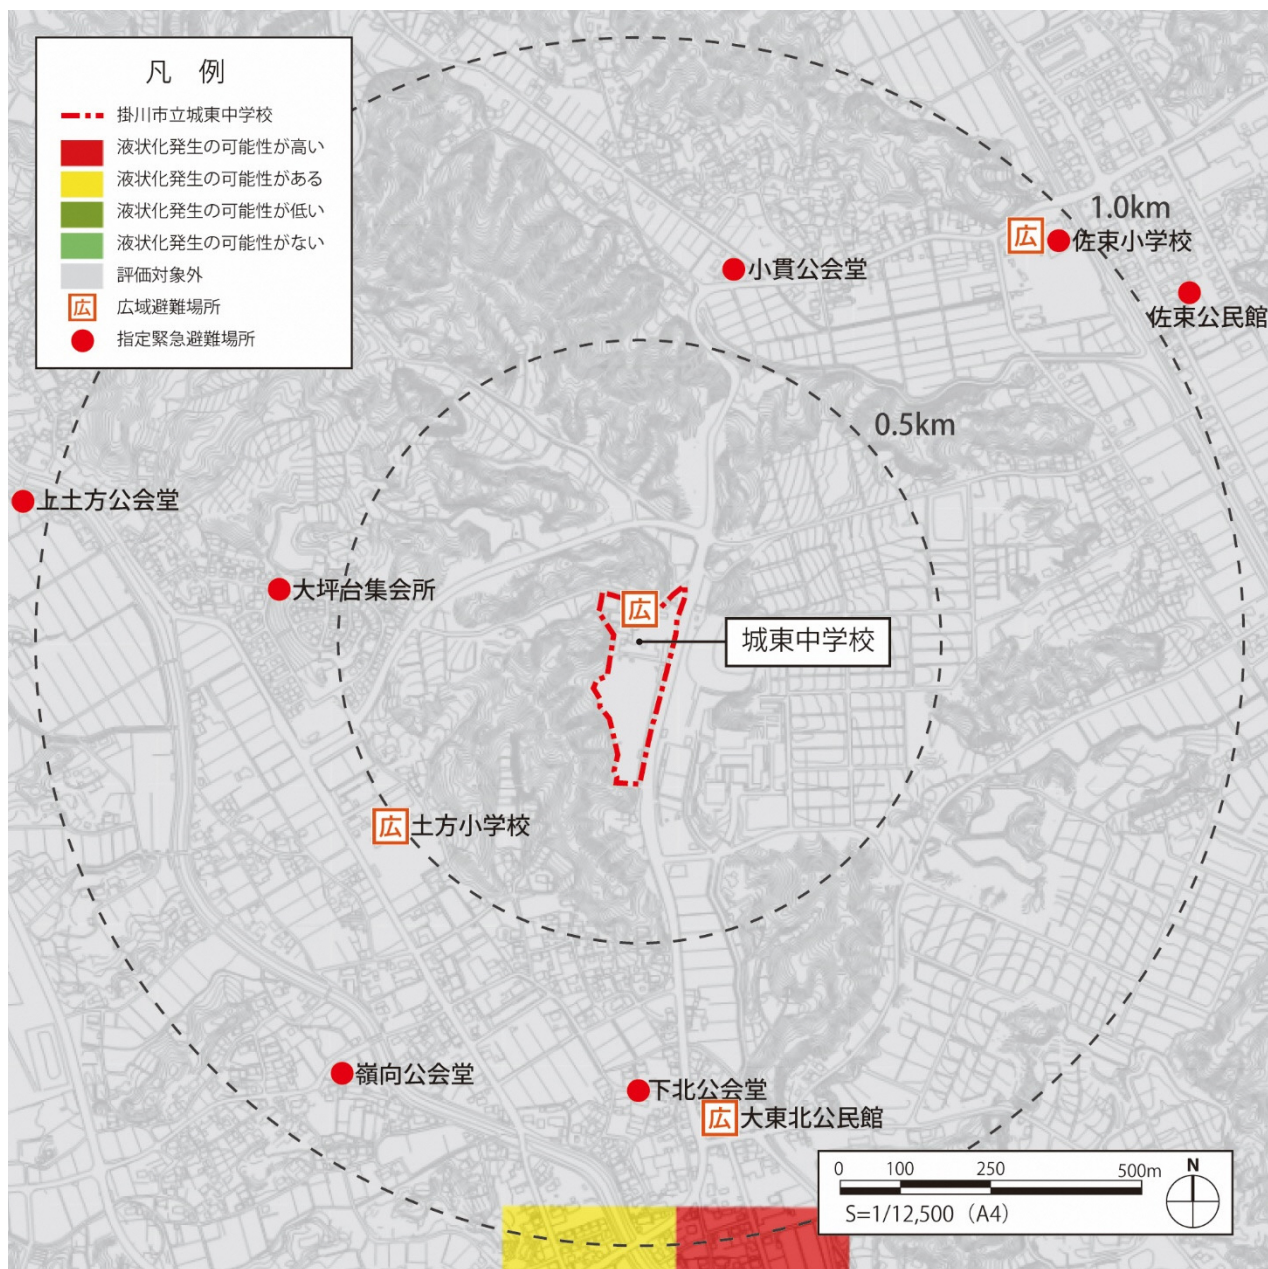 凡 例
掛川市立城東中学校
液状化発生の可能性が高い
液状化発生の可能性がある
液状化発生の可能性が低い
液状化発生の可能性がない
評価対象外
広 広域避難場所
指定緊急避難場所
1.0km
広 佐束小学校
小貫公会堂
佐束公民館
0.5km
上土方公会堂
大坪台集会所
広
城東中学校
広 土方小学校
嶺向公会堂
下北公会堂
広 大東北公民館
0 100 250 500m
N
S=1/12,500（A4）